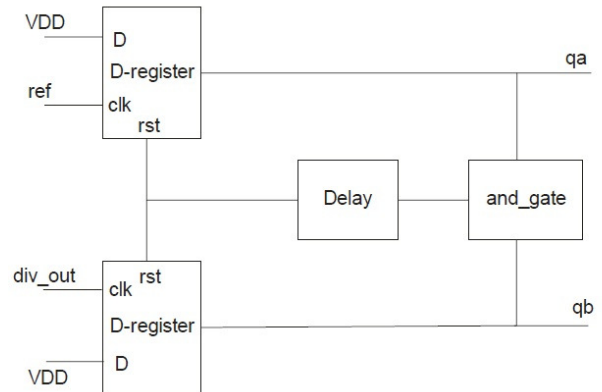 VDD
D
qa
D-register
ref
clk
rst
Delay
and_gate
div_out
rst
clk
qb
D-register
VDD
D